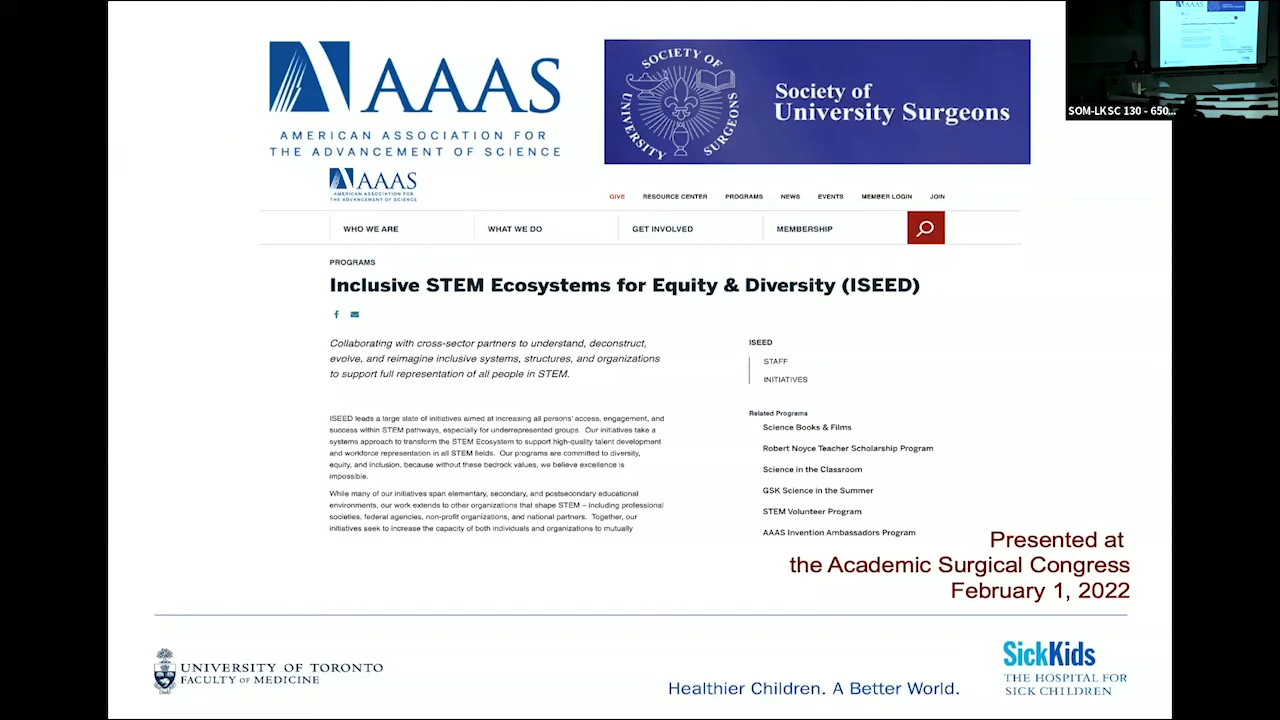 AAAS
AMERICAN ASSOCIATION FOR
THE ADVANCEMENT OF SCIENCE
SOCIETY OF UNIVERSITY SURGEONS
Society of
University Surgeons
SOM-LKSC 130 - 650...
AAAS
AMERICAN ASSOCIATION FOR
THE ADVANCEMENT OF SCIENCE
GIVE RESOURCE CENTER PROGRAMS NEWS EVENTS MEMBER LOGIN JOIN
WHO WE ARE WHAT WE DO GET INVOLVED MEMBERSHIP
PROGRAMS
Inclusive STEM Ecosystems for Equity & Diversity (ISEED)
Collaborating with cross-sector partners to understand, deconstruct,
evolve, and reimagine inclusive systems, structures, and organizations
to support full representation of all people in STEM.
ISEED leads a large slate of initiatives aimed at increasing all persons' access, engagement, and
success within STEM pathways, especially for underrepresented groups. Our initiatives take a
systems approach to transform the STEM Ecosystem to support high-quality talent development
and workforce representation in all STEM fields. Our programs are committed to diversity,
equity, and inclusion, because without these bedrock values, we believe excellence is
impossible.
While many of our initiatives span elementary, secondary, and postsecondary educational
environments, our work extends to other organizations that shape STEM – including professional
societies, federal agencies, non-profit organizations, and national partners. Together, our
initiatives seek to increase the capacity of both individuals and organizations to mutually
ISEED
STAFF
INITIATIVES
Related Programs
Science Books & Films
Robert Noyce Teacher Scholarship Program
Science in the Classroom
GSK Science in the Summer
STEM Volunteer Program
AAAS Invention Ambassadors Program
Presented at
the Academic Surgical Congress
February 1, 2022
UNIVERSITY OF TORONTO
FACULTY OF MEDICINE
Healthier Children. A Better World.
SickKids
THE HOSPITAL FOR
SICK CHILDREN